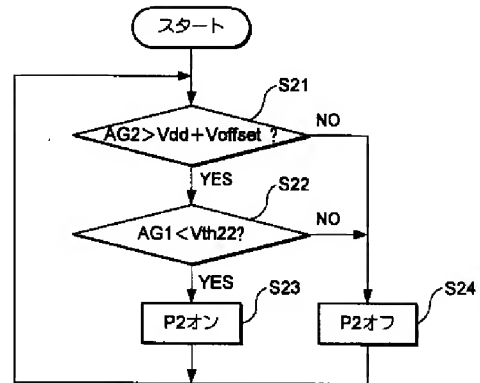 スタート
S21
AG2>Vdd+Voffset ?
NO
YES
S22
AG1<Vth22?
NO
YES
S23
P2オン
S24
P2オフ